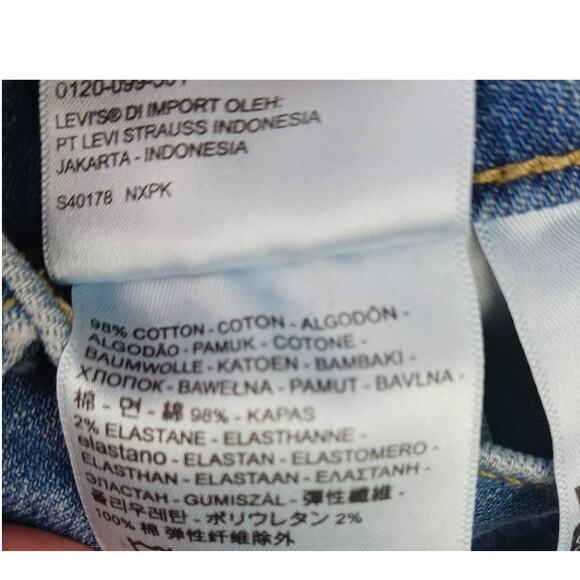 LEVI'S® DI IMPORT OLEH:
PT LEVI STRAUSS INDONESIA
JAKARTA - INDONESIA
S40178 NXPK
98% COTTON - COTON - ALGODÓN -
ALGODÃO - PAMUK - COTONE -
BAUMWOLLE - KATOEN - BAMBAKI -
ХЛОПОК - BAWEŁNA - PAMUT - BAVLNA -
棉 - 면 - 綿 98% - KAPAS
2% ELASTANE - ELASTHANNE -
elastano - ELASTAN - ELASTOMERO -
ELASTHAN - ELASTAAN - ΕΛΑΣΤΑΝΗ -
ЭЛАСТАН - GUMISZÁL - 弹性纖維 -
폴리우레탄 - ポリウレタン 2%
100% 棉 弹性纤维除外